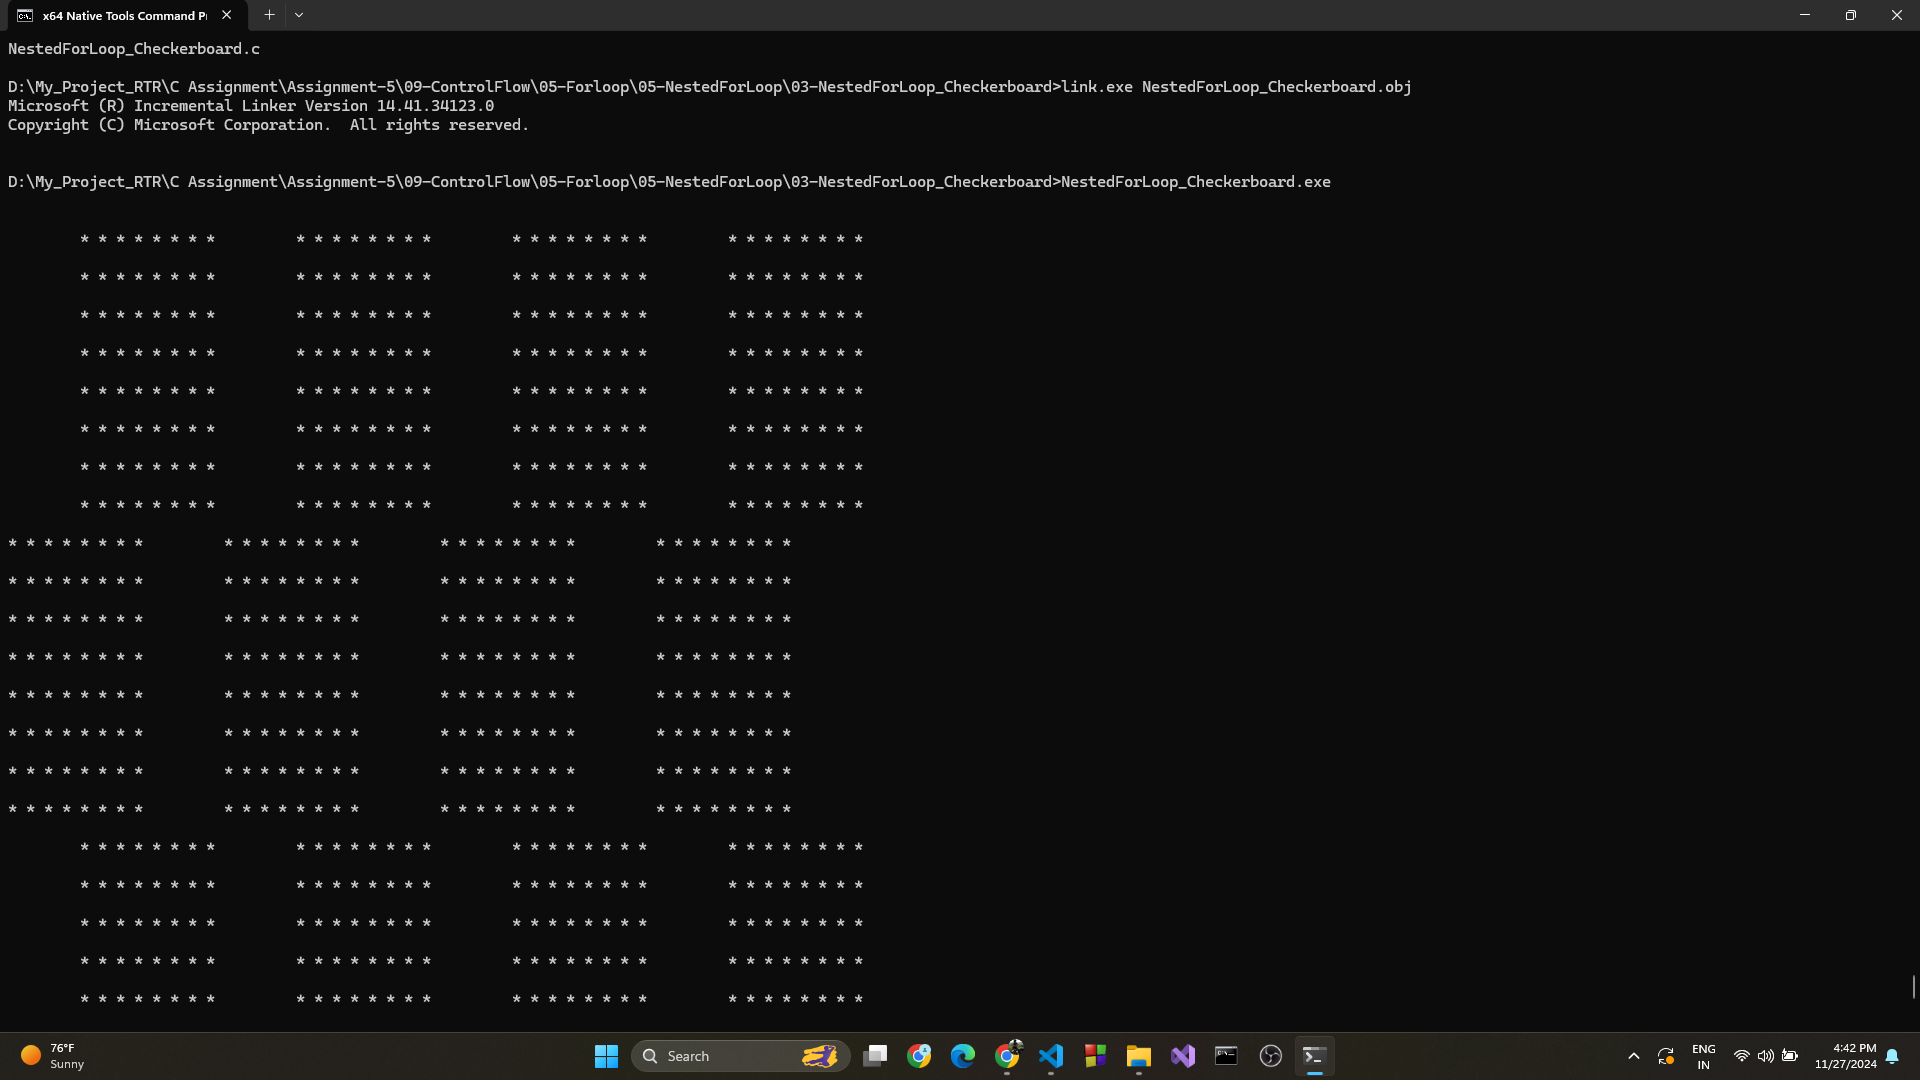 x64 Native Tools Command P
NestedForLoop_Checkerboard.c
D:\My_Project_RTR\C Assignment\Assignment-5\09-ControlFlow\05-Forloop\05-NestedForLoop\03-NestedForLoop_Checkerboard>link.exe NestedForLoop_Checkerboard.obj
Microsoft (R) Incremental Linker Version 14.41.34123.0
Copyright (C) Microsoft Corporation.  All rights reserved.
D:\My_Project_RTR\C Assignment\Assignment-5\09-ControlFlow\05-Forloop\05-NestedForLoop\03-NestedForLoop_Checkerboard>NestedForLoop_Checkerboard.exe
        * * * * * * * *         * * * * * * * *         * * * * * * * *         * * * * * * * *
        * * * * * * * *         * * * * * * * *         * * * * * * * *         * * * * * * * *
        * * * * * * * *         * * * * * * * *         * * * * * * * *         * * * * * * * *
        * * * * * * * *         * * * * * * * *         * * * * * * * *         * * * * * * * *
        * * * * * * * *         * * * * * * * *         * * * * * * * *         * * * * * * * *
        * * * * * * * *         * * * * * * * *         * * * * * * * *         * * * * * * * *
        * * * * * * * *         * * * * * * * *         * * * * * * * *         * * * * * * * *
        * * * * * * * *         * * * * * * * *         * * * * * * * *         * * * * * * * *
* * * * * * * *         * * * * * * * *         * * * * * * * *         * * * * * * * *
* * * * * * * *         * * * * * * * *         * * * * * * * *         * * * * * * * *
* * * * * * * *         * * * * * * * *         * * * * * * * *         * * * * * * * *
* * * * * * * *         * * * * * * * *         * * * * * * * *         * * * * * * * *
* * * * * * * *         * * * * * * * *         * * * * * * * *         * * * * * * * *
* * * * * * * *         * * * * * * * *         * * * * * * * *         * * * * * * * *
* * * * * * * *         * * * * * * * *         * * * * * * * *         * * * * * * * *
* * * * * * * *         * * * * * * * *         * * * * * * * *         * * * * * * * *
        * * * * * * * *         * * * * * * * *         * * * * * * * *         * * * * * * * *
        * * * * * * * *         * * * * * * * *         * * * * * * * *         * * * * * * * *
        * * * * * * * *         * * * * * * * *         * * * * * * * *         * * * * * * * *
        * * * * * * * *         * * * * * * * *         * * * * * * * *         * * * * * * * *
        * * * * * * * *         * * * * * * * *         * * * * * * * *         * * * * * * * *
76°F
Sunny
Search
ENG
IN
4:42 PM
11/27/2024